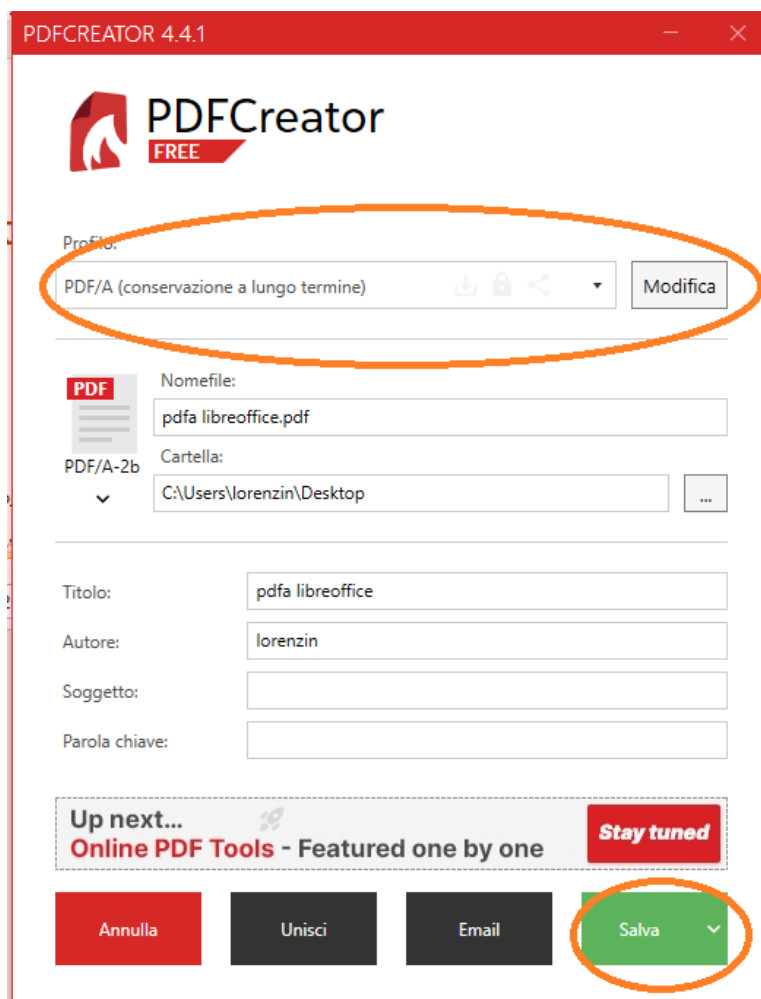 PDFCREATOR 4.4.1
PDFCreator
FREE
Profilo:
PDF/A (conservazione a lungo termine)
Modifica
PDF
Nomefile:
pdfa libreoffice.pdf
PDF/A-2b
Cartella:
C:\Users\lorenzin\Desktop
...
Titolo:
pdfa libreoffice
Autore:
lorenzin
Soggetto:
Parola chiave:
Up next...
Online PDF Tools - Featured one by one
Stay tuned
Annulla
Unisci
Email
Salva